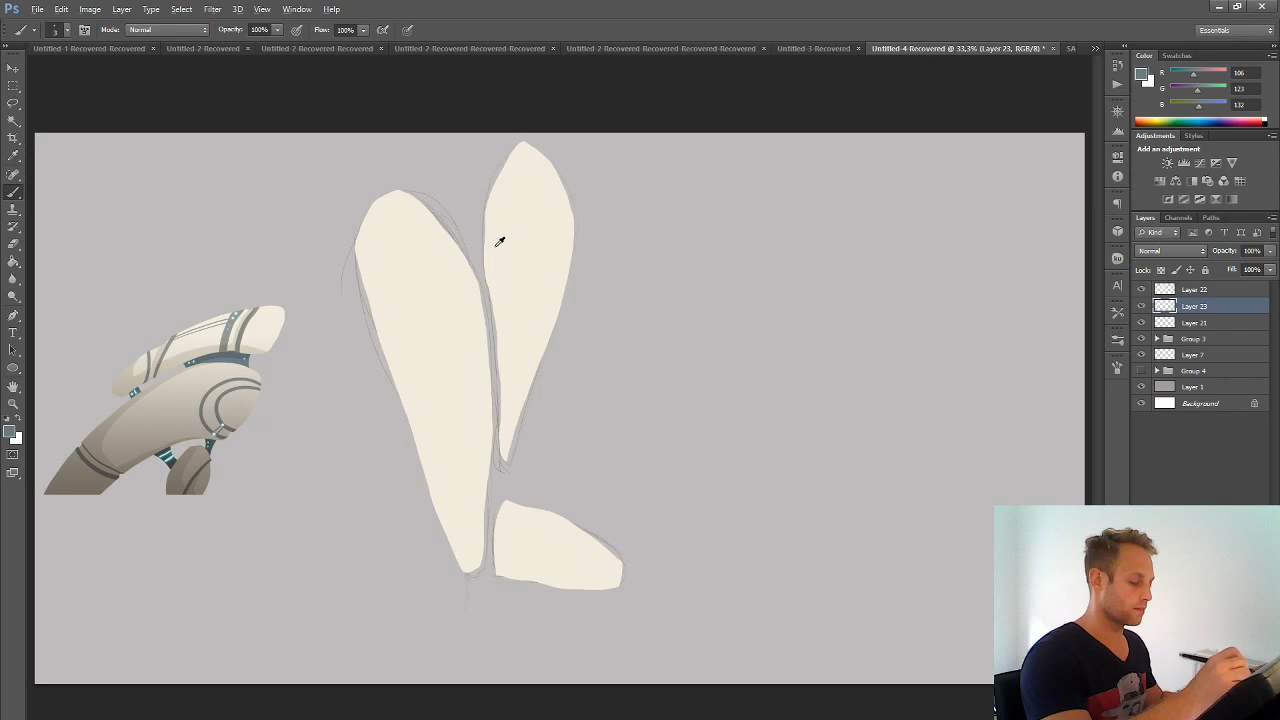 Ps File Edit Image Layer Type Select Filter 3D View Window Help
3 Mode: Normal Opacity: 100% Flow: 100% Essentials
Untitled-1-Recovered-Recovered × Untitled-2-Recovered × Untitled-2-Recovered-Recovered × Untitled-2-Recovered-Recovered-Recovered × Untitled-2-Recovered-Recovered-Recovered-Recovered × Untitled-3-Recovered × Untitled-4-Recovered @ 33,3% (Layer 23, RGB/8) * × SA
Color Swatches
R 106
G 123
B 132
Adjustments Styles
Add an adjustment
Layers Channels Paths
Kind
Normal Opacity: 100%
Lock: Fill: 100%
Layer 22
Layer 23
Layer 21
Group 3
Layer 7
Group 4
Layer 1
Background
ku